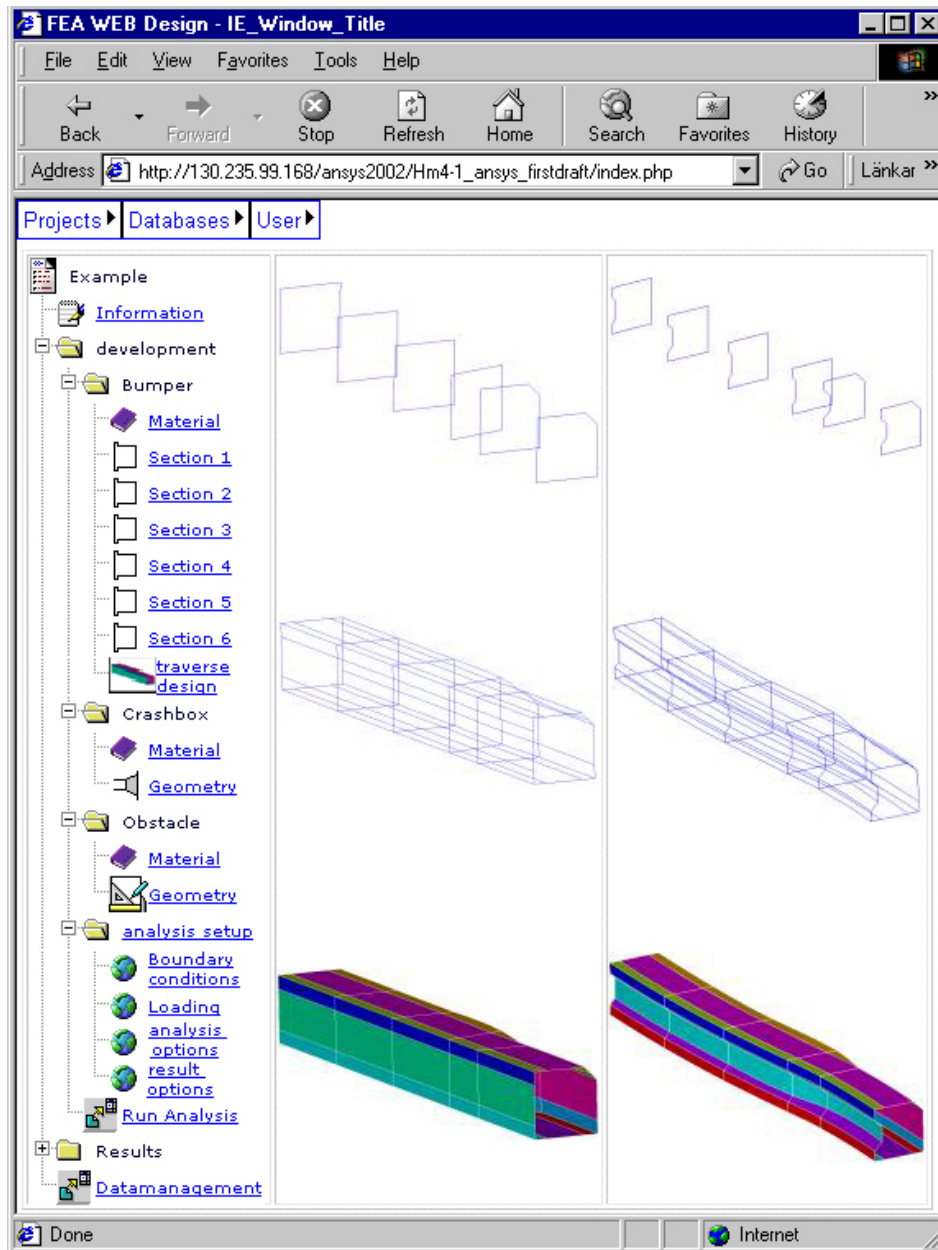 FEA WEB Design - IE_Window_Title
File Edit View Favorites Tools Help
Back Forward Stop Refresh Home Search Favorites History »
Address http://130.235.99.168/ansys2002/Hm4-1_ansys_firstdraft/index.php Go Länkar »
Projects Databases User
Example
Information
development
Bumper
Material
Section 1
Section 2
Section 3
Section 4
Section 5
Section 6
traverse
design
Crashbox
Material
Geometry
Obstacle
Material
Geometry
analysis setup
Boundary
conditions
Loading
analysis
options
result
options
Run Analysis
Results
Datamanagement
Done Internet